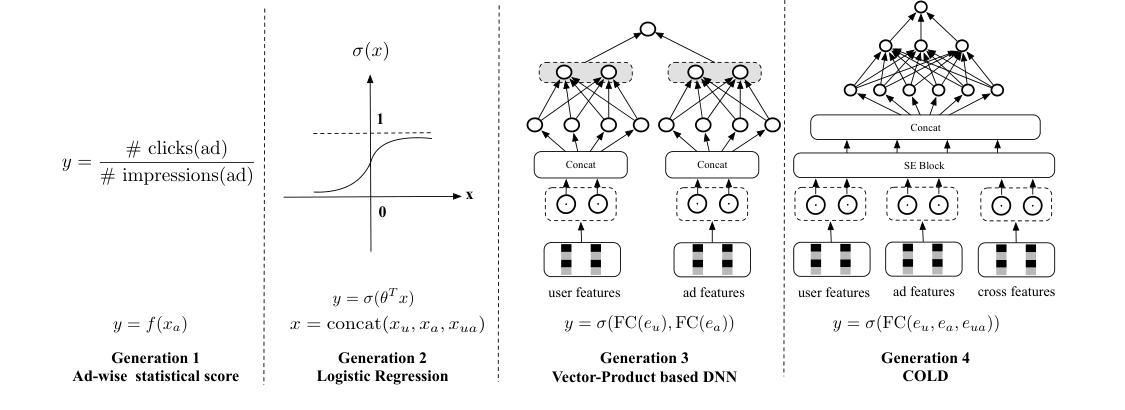 y = # clicks(ad) / # impressions(ad)
y = f(x_a)
Generation 1
Ad-wise statistical score
σ(x)
1
x
0
y = σ(θ^T x)
x = concat(x_u, x_a, x_ua)
Generation 2
Logistic Regression
Concat
Concat
user features
ad features
y = σ(FC(e_u), FC(e_a))
Generation 3
Vector-Product based DNN
Concat
SE Block
user features
ad features
cross features
y = σ(FC(e_u, e_a, e_ua))
Generation 4
COLD